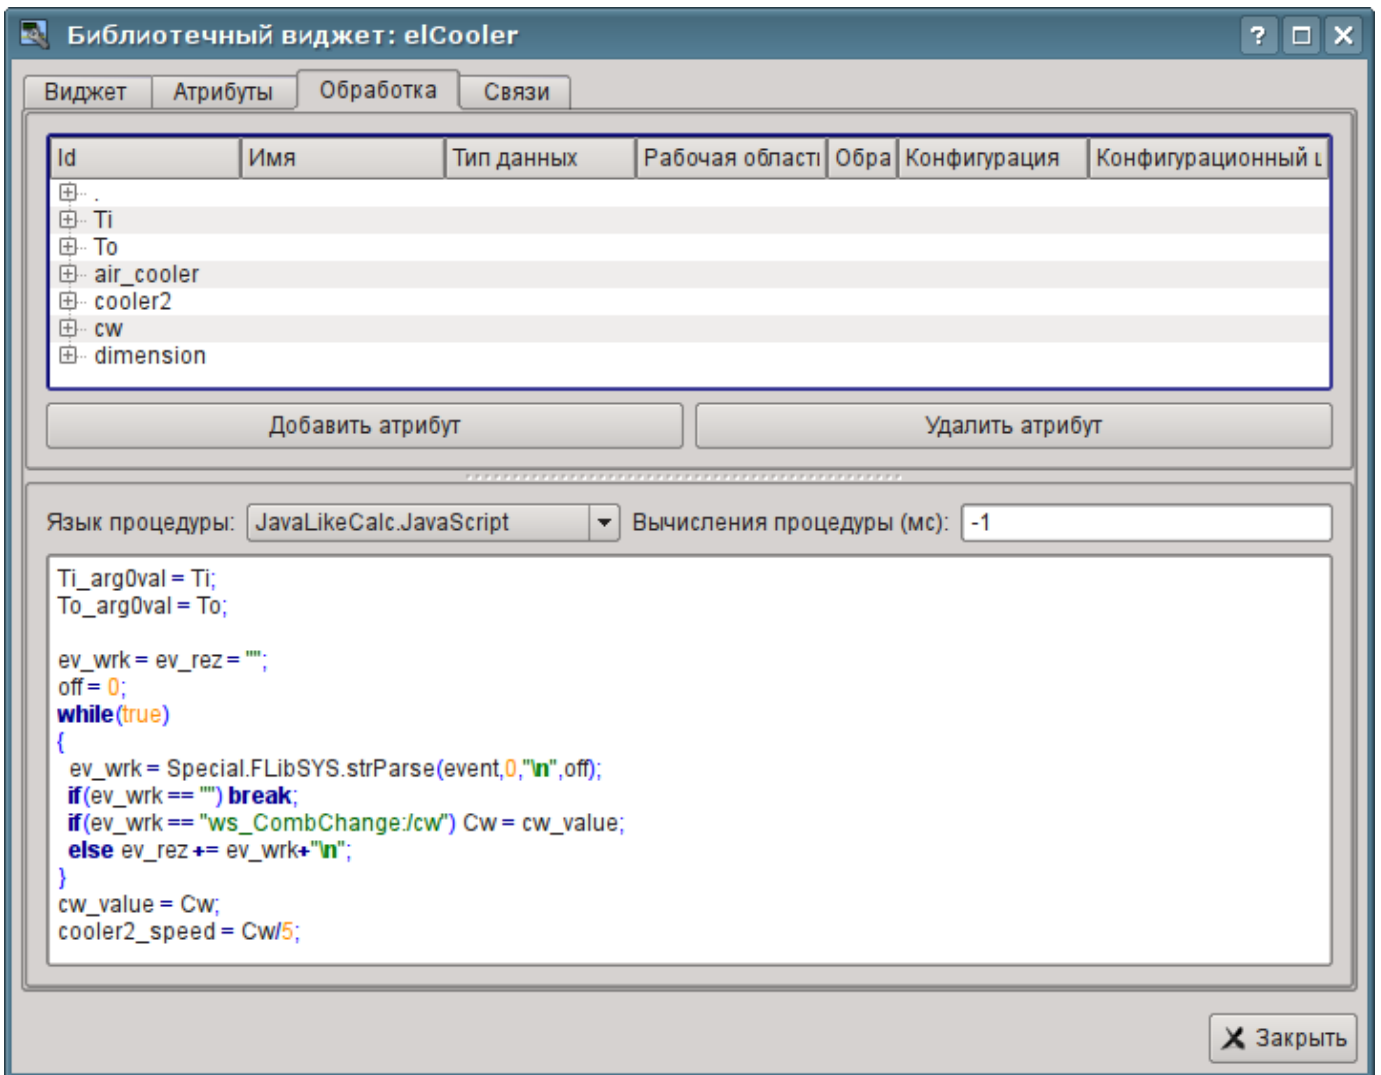 Библиотечный виджет: elCooler
Виджет Атрибуты Обработка Связи
Id Имя Тип данных Рабочая област Обра Конфигурация Конфигурационный ц
.
Ti
To
air_cooler
cooler2
cw
dimension
Добавить атрибут Удалить атрибут
Язык процедуры: JavaLikeCalc.JavaScript Вычисления процедуры (мс): -1
Ti_arg0val = Ti;
To_arg0val = To;
ev_wrk = ev_rez = "";
off = 0;
while(true)
{
ev_wrk = Special.FLibSYS.strParse(event,0,"\n",off);
if(ev_wrk == "") break;
if(ev_wrk == "ws_CombChange:/cw") Cw = cw_value;
else ev_rez += ev_wrk+"\n";
}
cw_value = Cw;
cooler2_speed = Cw/5;
Закрыть